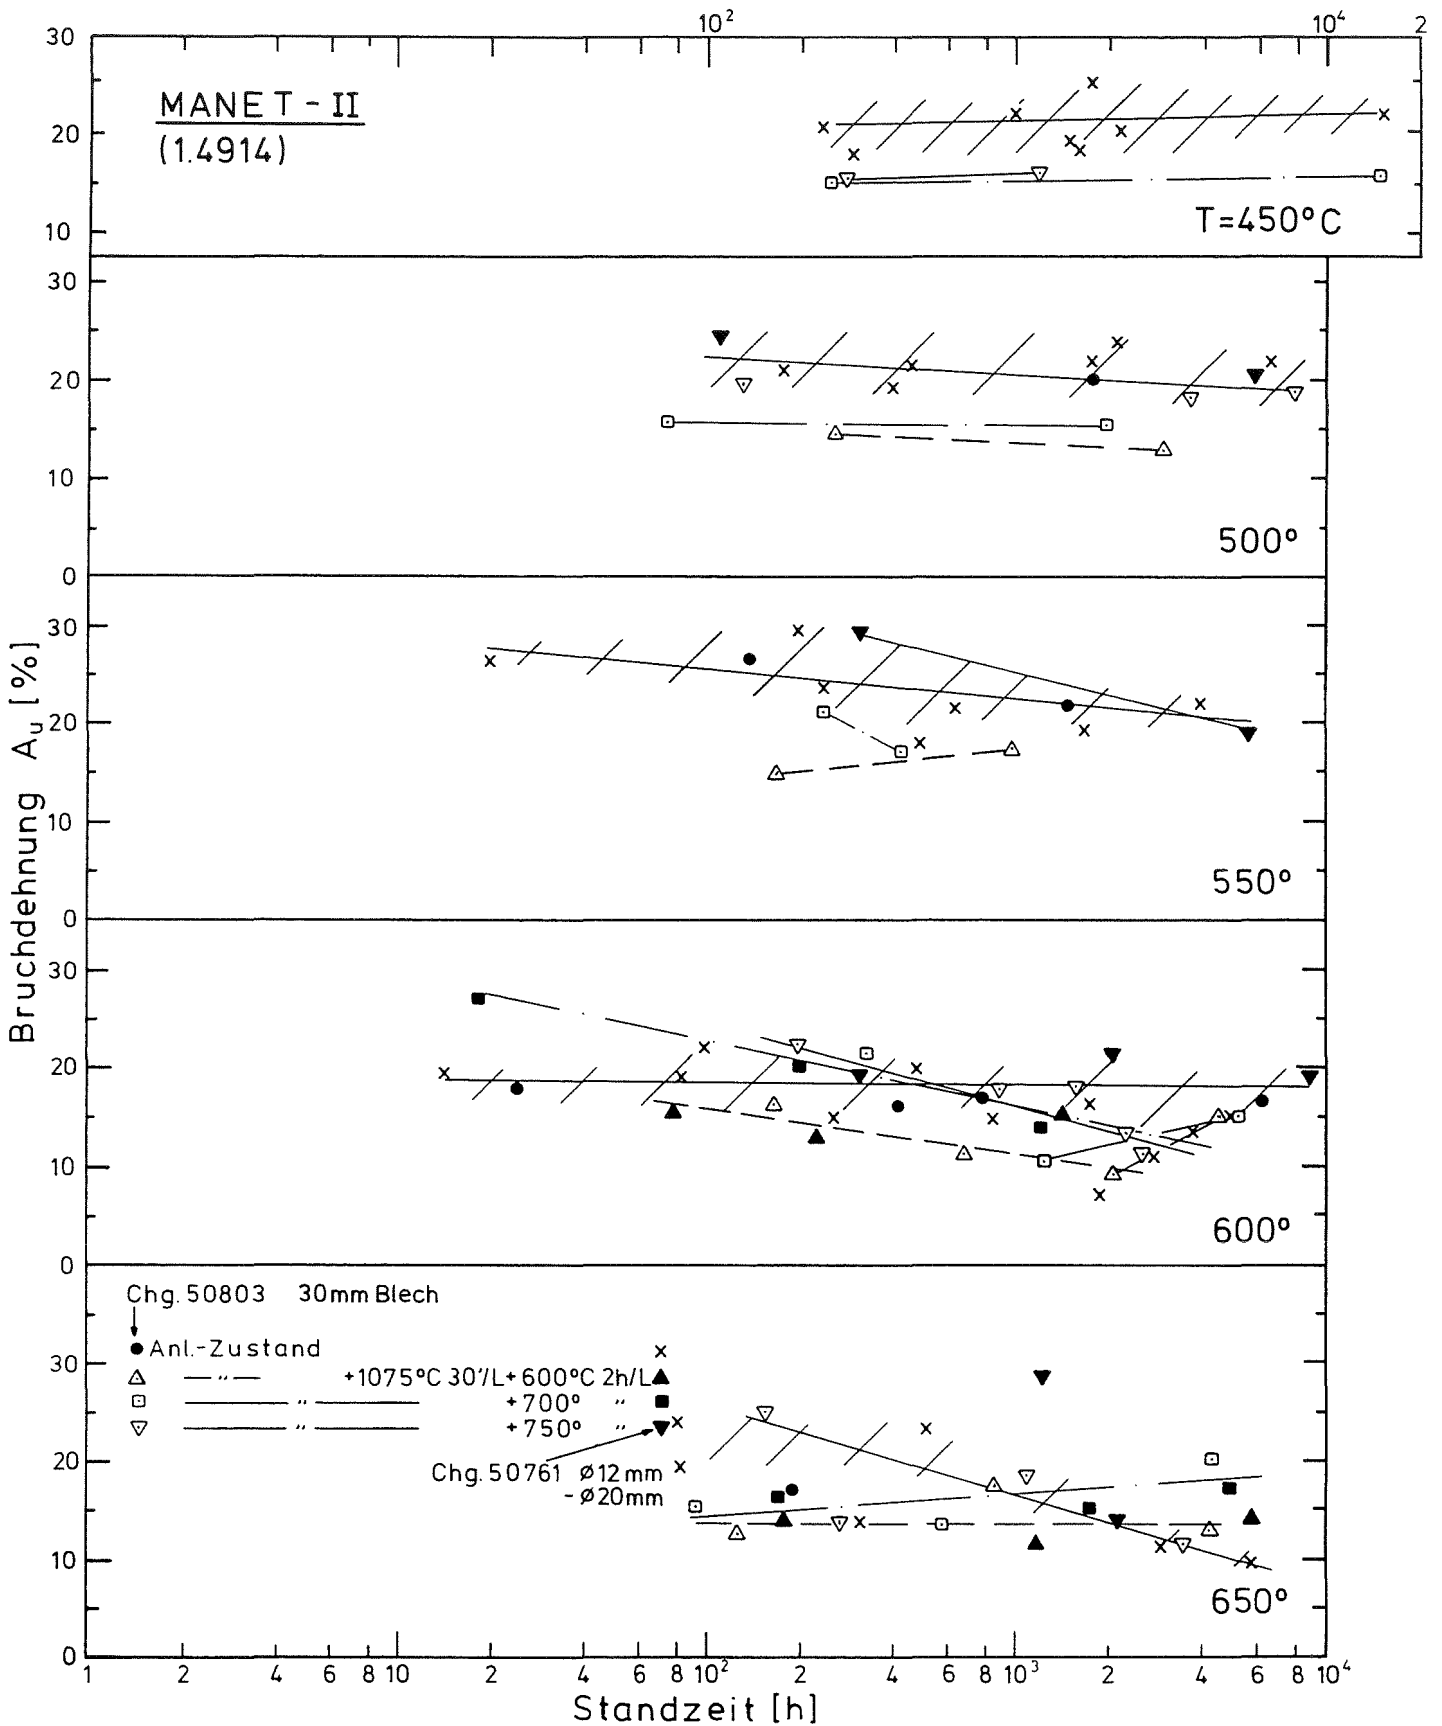 10² 10⁴ 2
30
20
10
MANET-II
(1.4914)
T=450°C
30
20
10
0
500°
30
20
10
0
550°
30
20
10
0
600°
30
20
10
0
650°
Bruchdehnung Au [%]
Chg. 50803 30mm Blech
Anl.-Zustand
—〃— +1075°C 30'/L+600°C 2h/L
—〃— +700° 〃
—〃— +750° 〃
Chg. 50761 ø12mm
-ø20mm
1 2 4 6 8 10 2 4 6 8 10² 2 4 6 8 10³ 2 4 6 8 10⁴
Standzeit [h]